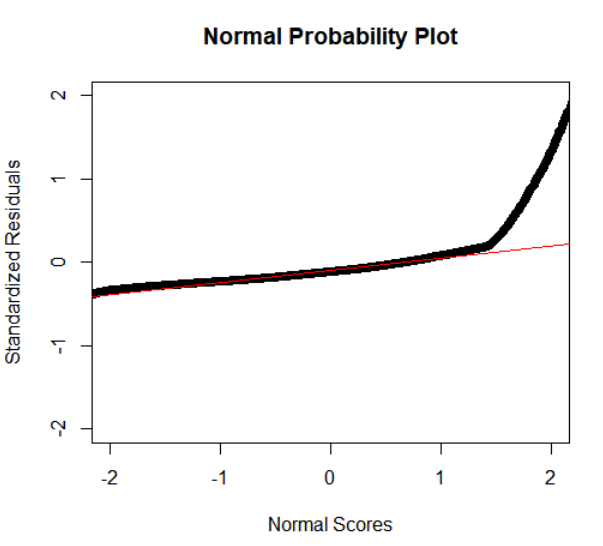 Normal Probability Plot
Standardized Residuals
2
1
0
-1
-2
-2 -1 0 1 2
Normal Scores